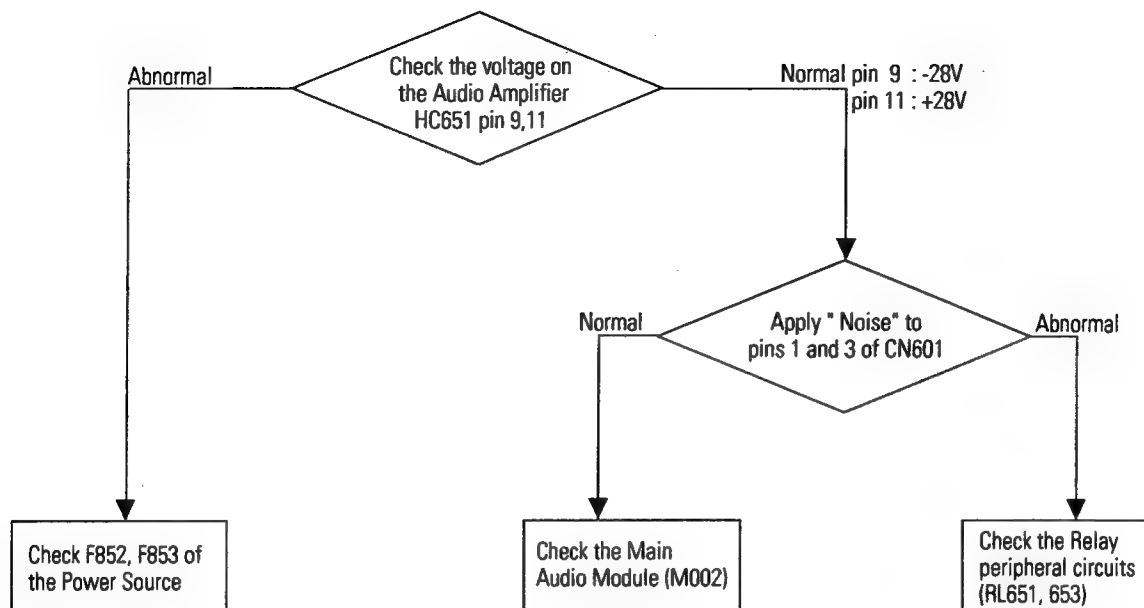 Check the voltage on
the Audio Amplifier
HC651 pin 9,11
Abnormal
Normal pin 9 : -28V
pin 11 : +28V
Apply " Noise" to
pins 1 and 3 of CN601
Normal
Abnormal
Check F852, F853 of
the Power Source
Check the Main
Audio Module (M002)
Check the Relay
peripheral circuits
(RL651, 653)